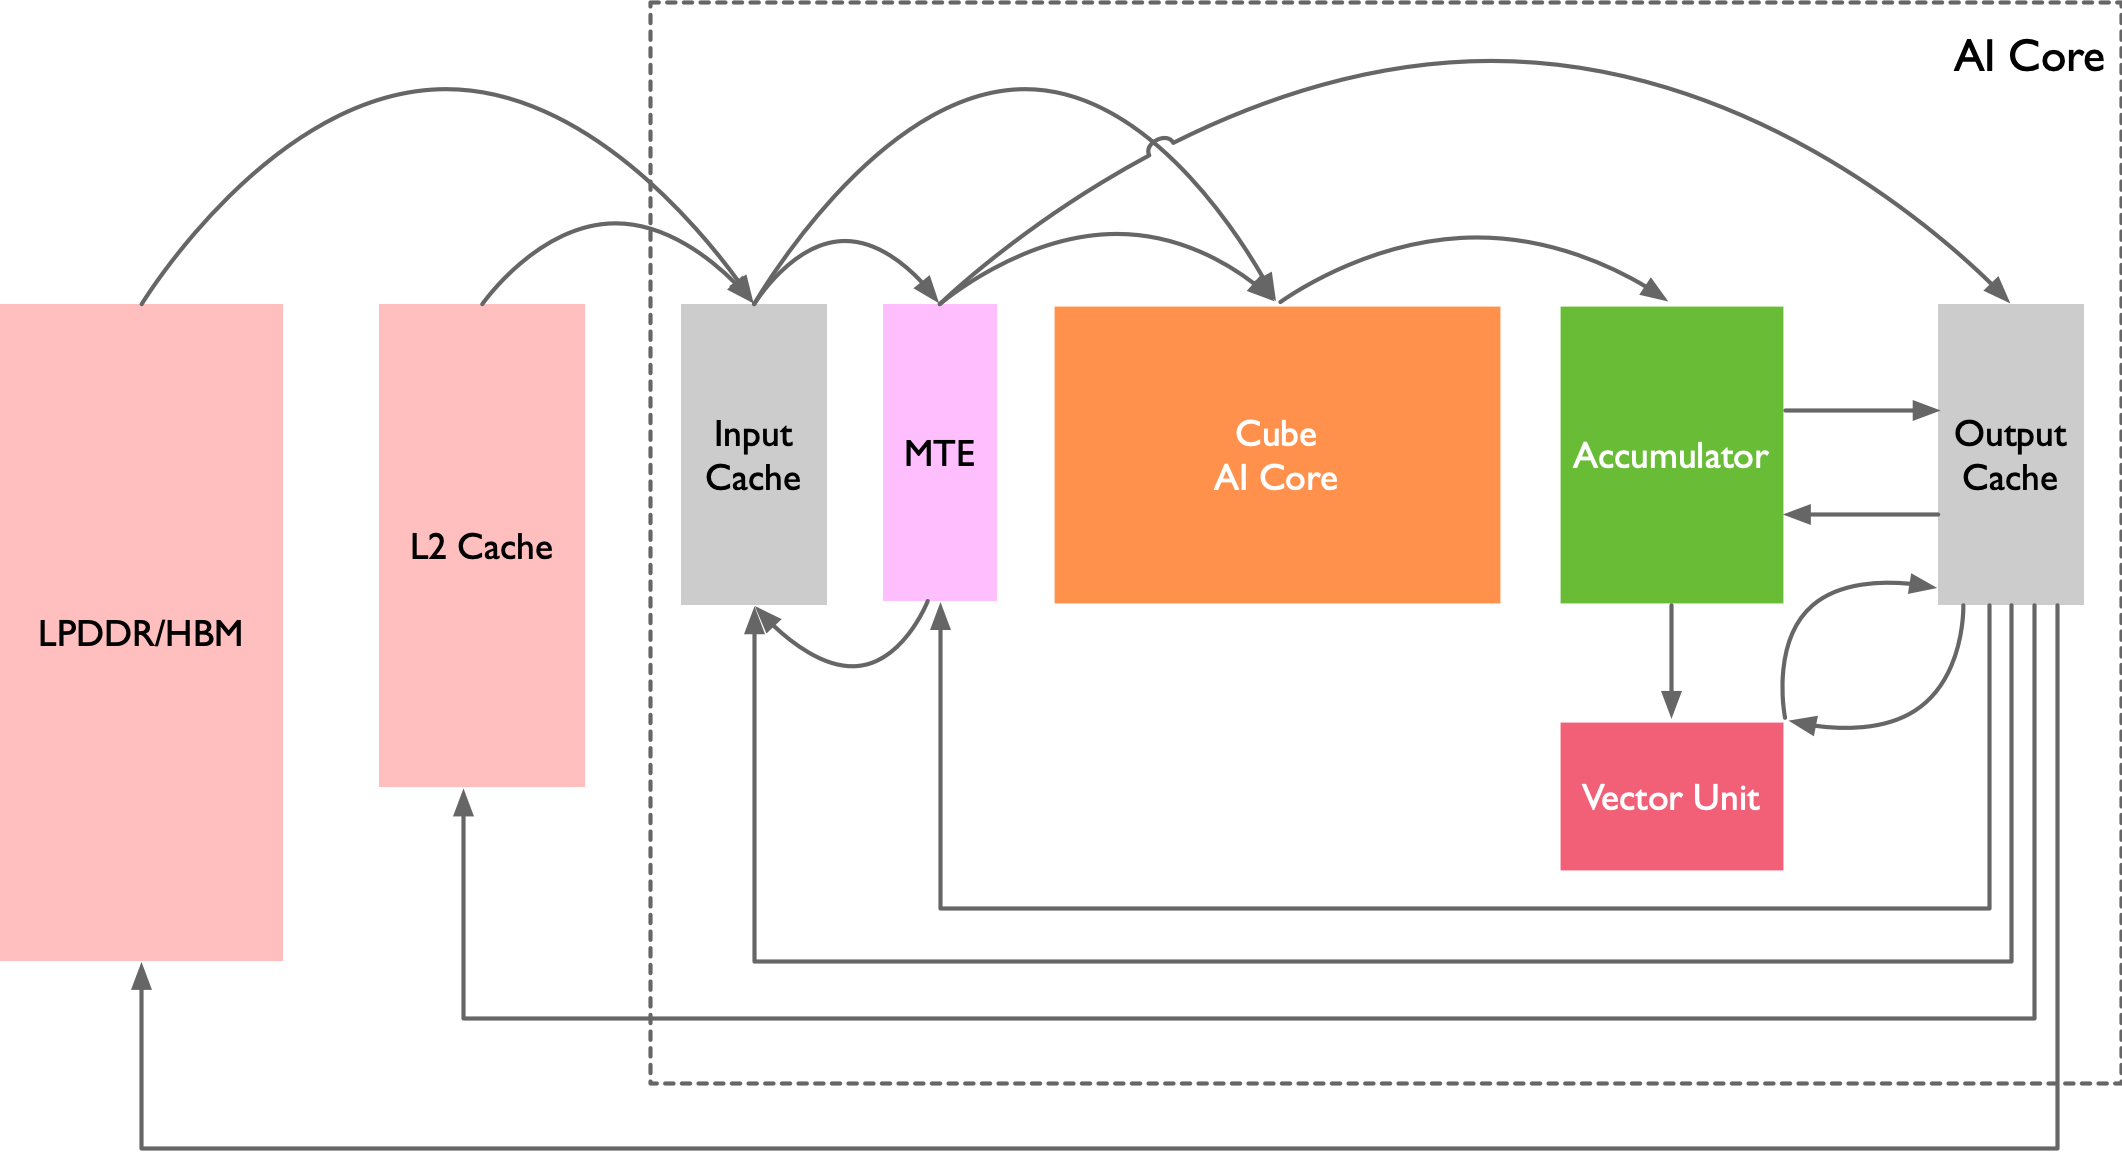 AI Core
LPDDR/HBM
L2 Cache
Input
Cache
MTE
Cube
AI Core
Accumulator
Output
Cache
Vector Unit